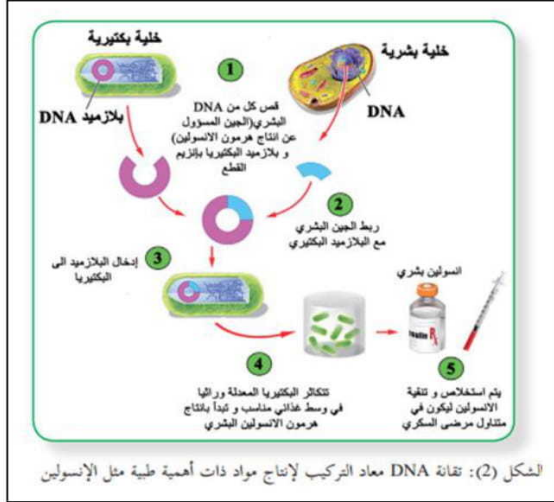 خلية بكتيرية
خلية بشرية
بلازميد DNA
DNA
1
قص كل من DNA
البشري(الجين المسؤول
عن انتاج هرمون الانسولين)
و بلازميد البكتيريا بإنزيم
القطع
2
ربط الجين البشري
مع البلازميد البكتيري
3
إدخال البلازميد الى
البكتيريا
4
تتكاثر البكتيريا المعدلة وراثيا
في وسط غذائي مناسب و تبدأ بانتاج
هرمون الانسولين البشري
انسولين بشري
5
يتم استخلاص و تنقية
الانسولين ليكون في
متناول مرضى السكري
الشكل (2): تقانة DNA معاد التركيب لإنتاج مواد ذات أهمية طبية مثل الإنسولين